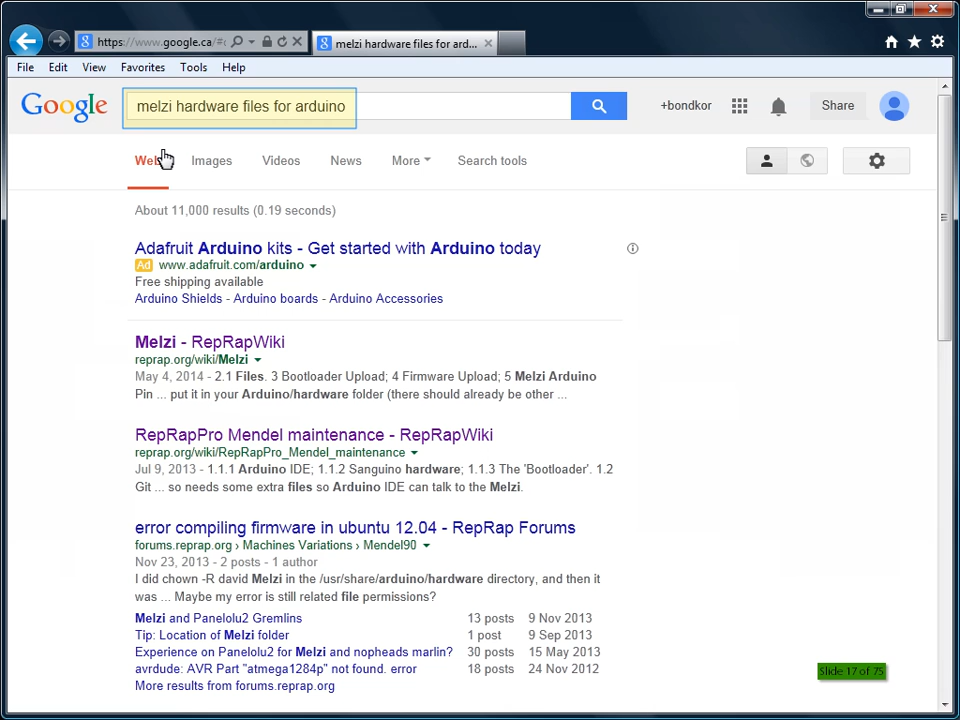 https://www.google.ca/#
melzi hardware files for ard...
File Edit View Favorites Tools Help
Google
melzi hardware files for arduino
+bondkor
Share
Web Images Videos News More Search tools
About 11,000 results (0.19 seconds)
Adafruit Arduino kits - Get started with Arduino today
Ad www.adafruit.com/arduino
Free shipping available
Arduino Shields - Arduino boards - Arduino Accessories
Melzi - RepRapWiki
reprap.org/wiki/Melzi
May 4, 2014 - 2.1 Files. 3 Bootloader Upload; 4 Firmware Upload; 5 Melzi Arduino
Pin ... put it in your Arduino/hardware folder (there should already be other ...
RepRapPro Mendel maintenance - RepRapWiki
reprap.org/wiki/RepRapPro_Mendel_maintenance
Jul 9, 2013 - 1.1.1 Arduino IDE; 1.1.2 Sanguino hardware; 1.1.3 The 'Bootloader'. 1.2
Git ... so needs some extra files so Arduino IDE can talk to the Melzi.
error compiling firmware in ubuntu 12.04 - RepRap Forums
forums.reprap.org › Machines Variations › Mendel90
Nov 23, 2013 - 2 posts - 1 author
I did chown -R david Melzi in the /usr/share/arduino/hardware directory, and then it
was ... Maybe my error is still related file permissions?
Melzi and Panelolu2 Gremlins 13 posts 9 Nov 2013
Tip: Location of Melzi folder 1 post 9 Sep 2013
Experience on Panelolu2 for Melzi and nopheads marlin? 30 posts 15 May 2013
avrdude: AVR Part "atmega1284p" not found. error 18 posts 24 Nov 2012
More results from forums.reprap.org
Slide 17 of 75